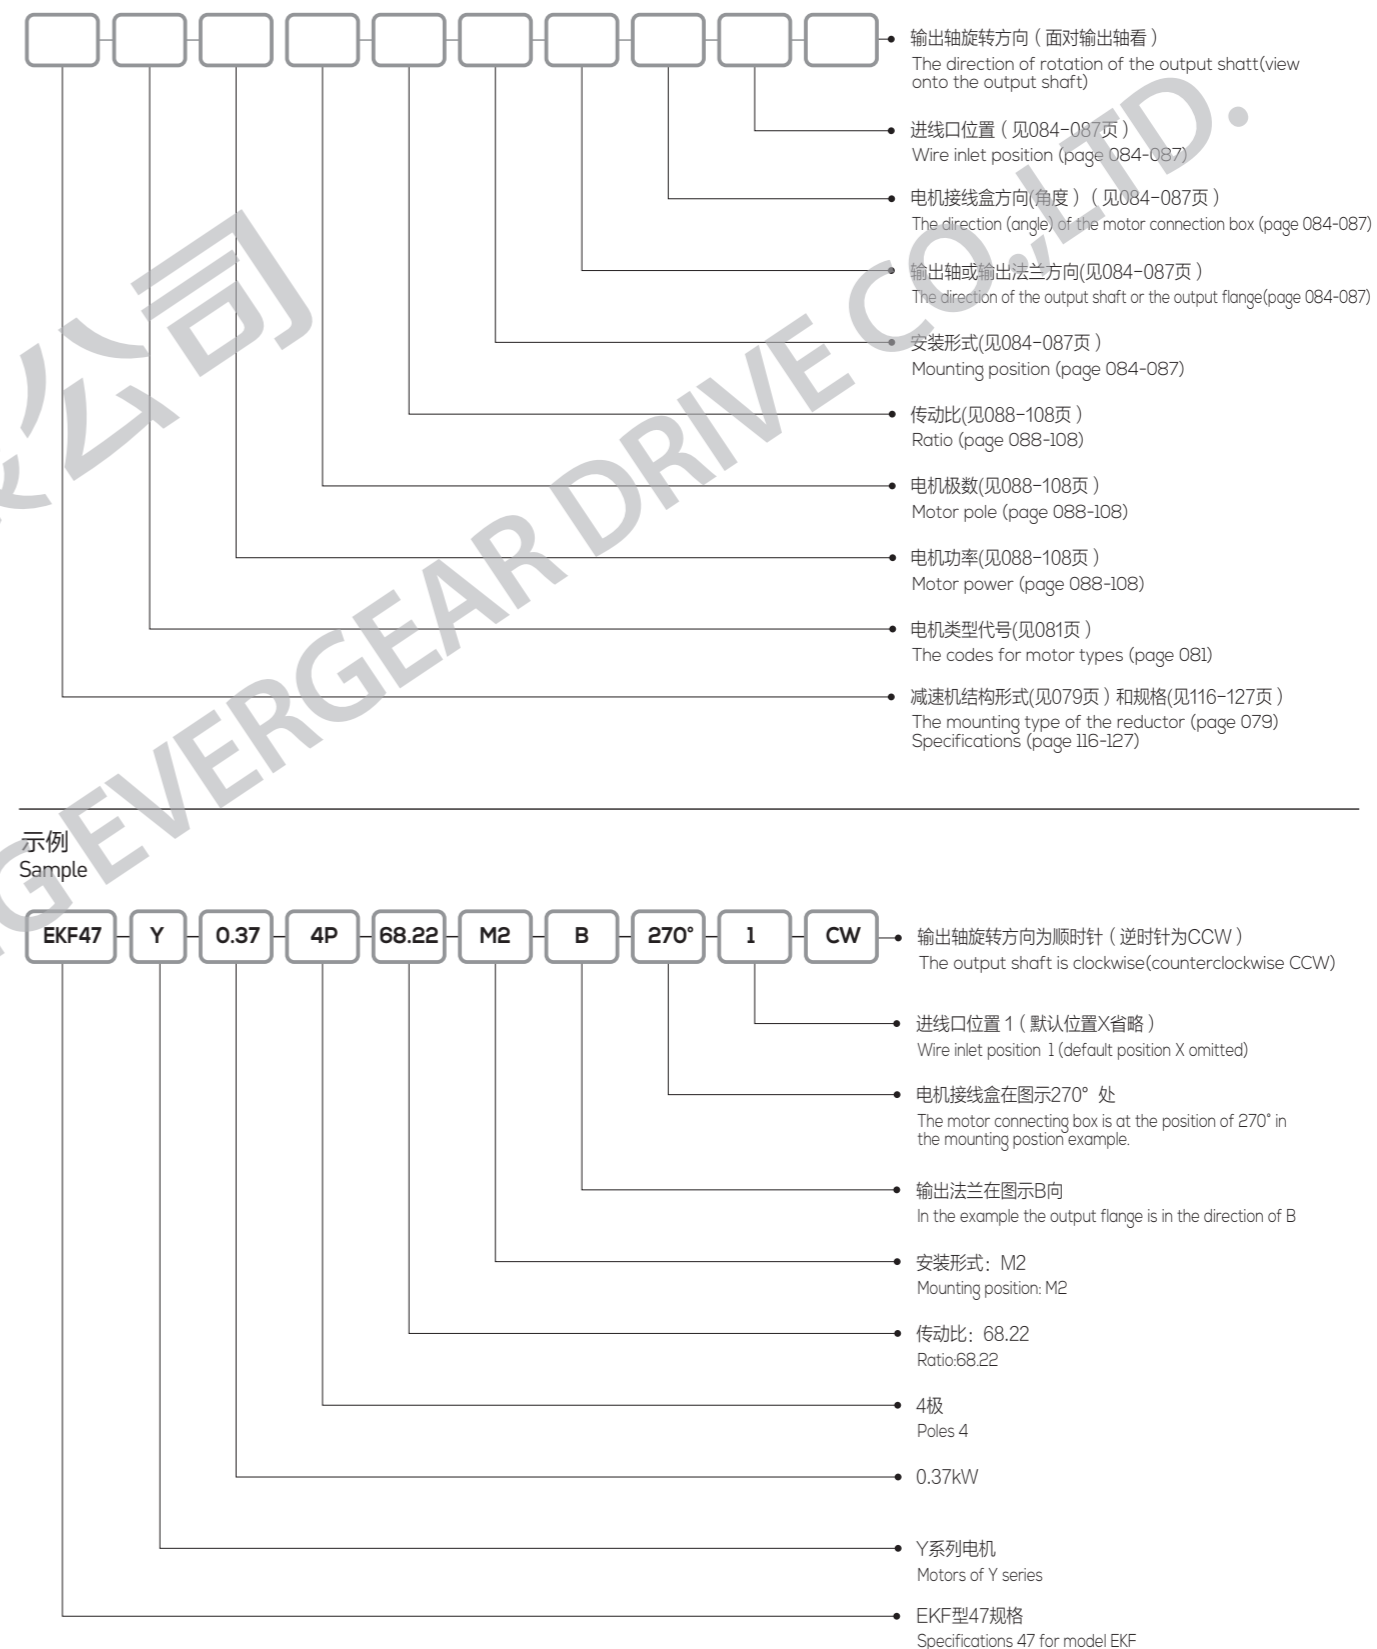 输出轴旋转方向（面对输出轴看）
The direction of rotation of the output shatt(view
onto the output shaft)
进线口位置（见084-087页）
Wire inlet position (page 084-087)
电机接线盒方向(角度）（见084-087页）
The direction (angle) of the motor connection box (page 084-087)
输出轴或输出法兰方向(见084-087页）
The direction of the output shaft or the output flange(page 084-087)
安装形式(见084-087页）
Mounting position (page 084-087)
传动比(见088-108页）
Ratio (page 088-108)
电机极数(见088-108页）
Motor pole (page 088-108)
电机功率(见088-108页）
Motor power (page 088-108)
电机类型代号(见081页）
The codes for motor types (page 081)
减速机结构形式(见079页）和规格(见116-127页）
The mounting type of the reductor (page 079)
Specifications (page 116-127)
公司
G EVERGEAR DRIVE CO.,LTD.
示例
Sample
EKF47 Y 0.37 4P 68.22 M2 B 270° 1 CW
输出轴旋转方向为顺时针（逆时针为CCW）
The output shaft is clockwise(counterclockwise CCW)
进线口位置 1（默认位置X省略）
Wire inlet position 1 (default position X omitted)
电机接线盒在图示270° 处
The motor connecting box is at the position of 270° in
the mounting postion example.
输出法兰在图示B向
In the example the output flange is in the direction of B
安装形式：M2
Mounting position: M2
传动比：68.22
Ratio:68.22
4极
Poles 4
0.37kW
Y系列电机
Motors of Y series
EKF型47规格
Specifications 47 for model EKF